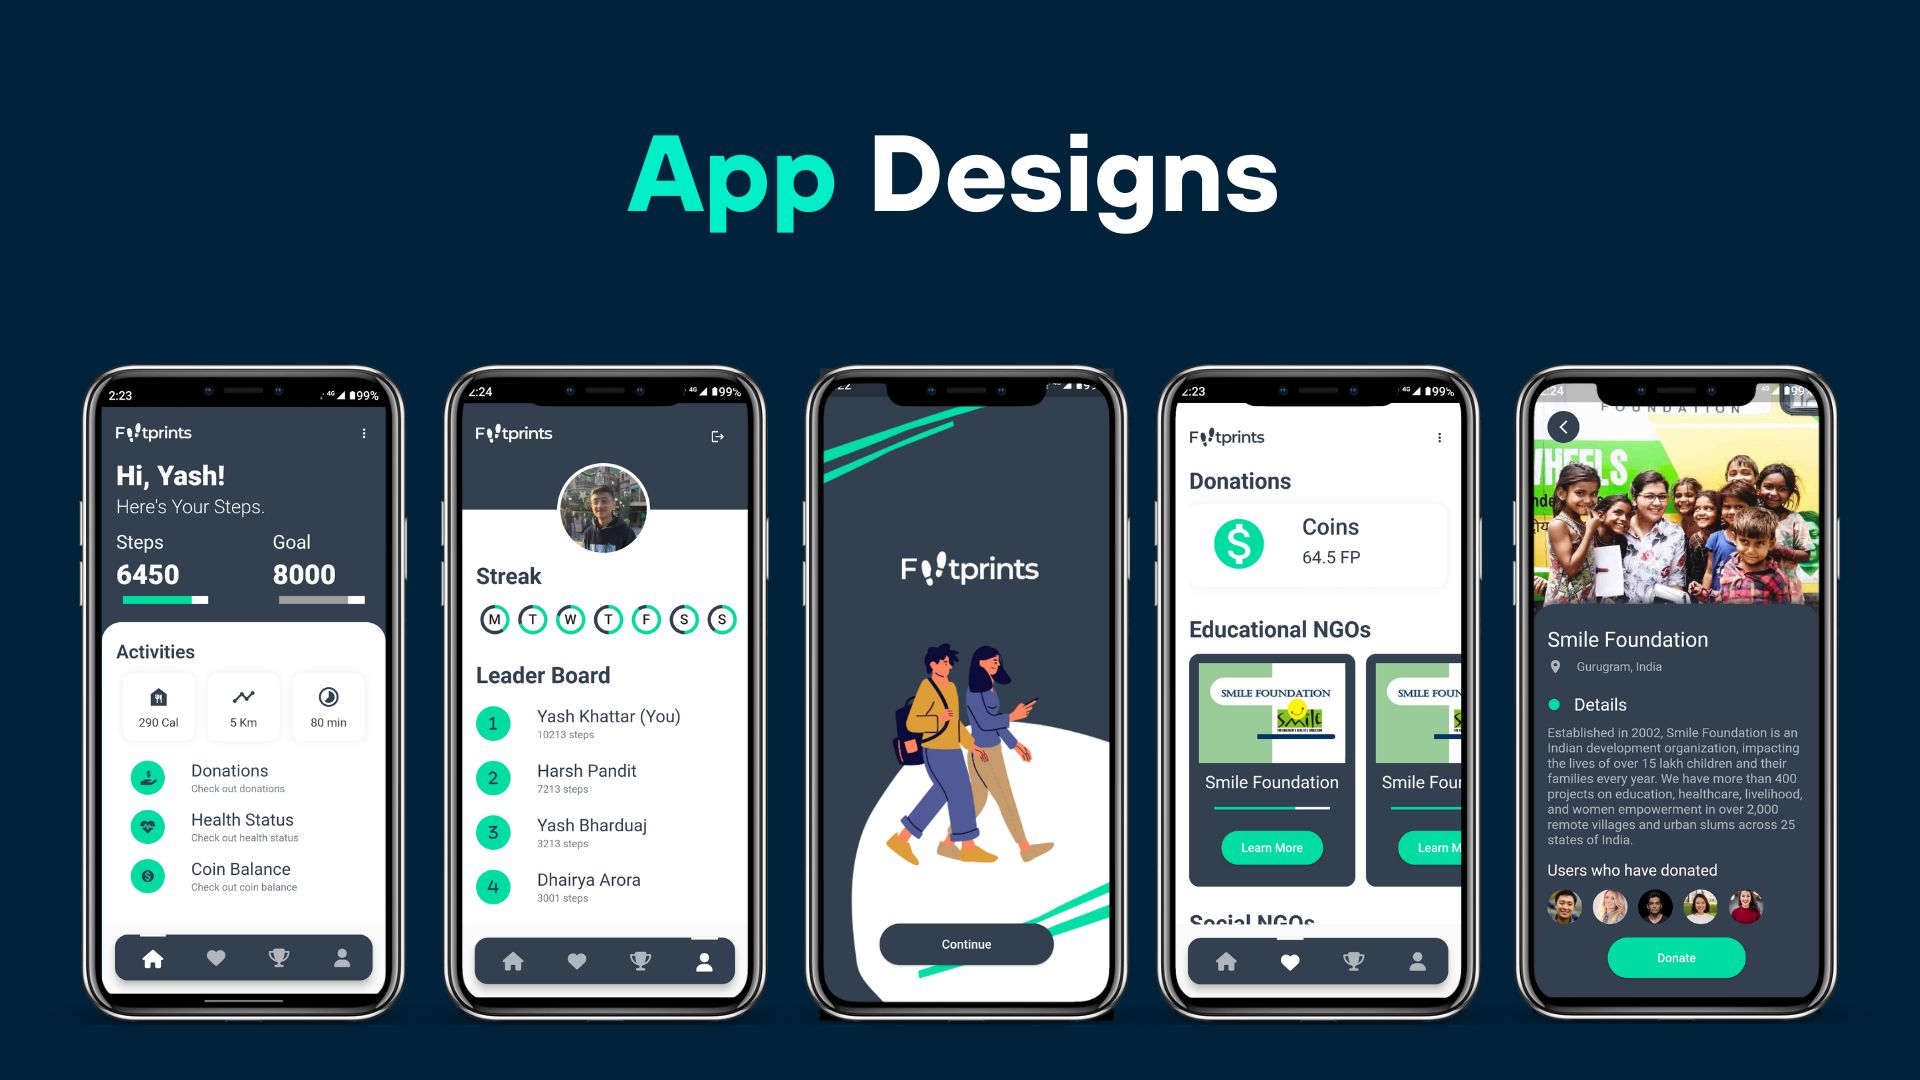 App Designs
2:23
4G
99%
Footprints
Hi, Yash!
Here's Your Steps.
Steps
Goal
6450
8000
Activities
290 Cal
5 Km
80 min
Donations
Check out donations
Health Status
Check out health status
Coin Balance
Check out coin balance
2:24
4G
99%
Footprints
Streak
M T W T F S S
Leader Board
1
Yash Khattar (You)
10213 steps
2
Harsh Pandit
7213 steps
3
Yash Bharduaj
3213 steps
4
Dhairya Arora
3001 steps
Footprints
Continue
2:23
4G
99%
Footprints
Donations
Coins
64.5 FP
Educational NGOs
SMILE FOUNDATION
Smile
Smile Foundation
Learn More
SMILE FOUN
Smile Four
Learn M
Social NGOs
:24
4G
99
FOUNDATION
WHEELS
Smile Foundation
Gurugram, India
Details
Established in 2002, Smile Foundation is an
Indian development organization, impacting
the lives of over 15 lakh children and their
families every year. We have more than 400
projects on education, healthcare, livelihood,
and women empowerment in over 2,000
remote villages and urban slums across 25
states of India.
Users who have donated
Donate